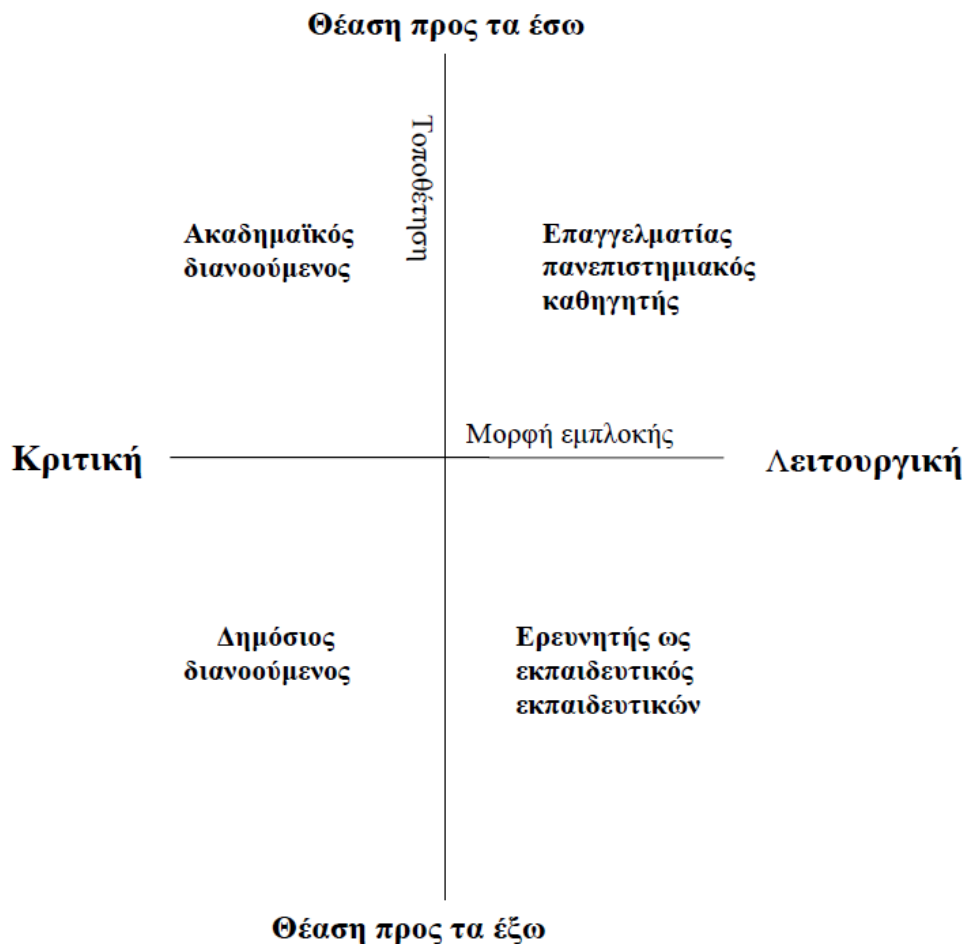 Θέαση προς τα έσω
Τοποθέτηση
Ακαδημαϊκός
διανοούμενος
Επαγγελματίας
πανεπιστημιακός
καθηγητής
Μορφή εμπλοκής
Κριτική
Λειτουργική
Δημόσιος
διανοούμενος
Ερευνητής ως
εκπαιδευτικός
εκπαιδευτικών
Θέαση προς τα έξω